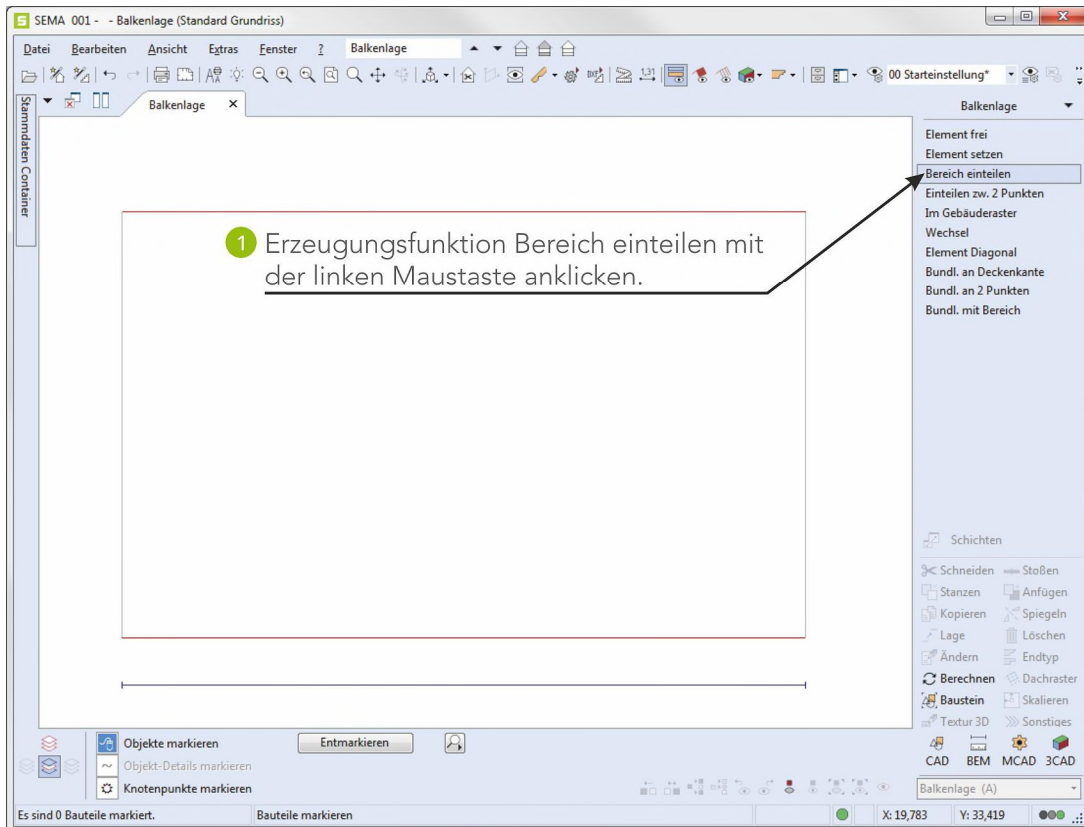 SEMA 001 - - Balkenlage (Standard Grundriss)
Datei Bearbeiten Ansicht Extras Fenster ? Balkenlage
00 Starteinstellung*
Balkenlage
Balkenlage
Stammdaten Container
Element frei
Element setzen
Bereich einteilen
Einteilen zw. 2 Punkten
Im Gebäuderaster
Wechsel
Element Diagonal
Bundl. an Deckenkante
Bundl. an 2 Punkten
Bundl. mit Bereich
1 Erzeugungsfunktion Bereich einteilen mit
der linken Maustaste anklicken.
Schichten
Schneiden Stoßen
Stanzen Anfügen
Kopieren Spiegeln
Lage Löschen
Ändern Endtyp
Berechnen Dachraster
Baustein Skalieren
Textur 3D Sonstiges
CAD BEM MCAD 3CAD
Balkenlage (A)
Objekte markieren Entmarkieren
Objekt-Details markieren
Knotenpunkte markieren
Es sind 0 Bauteile markiert. Bauteile markieren X: 19,783 Y: 33,419